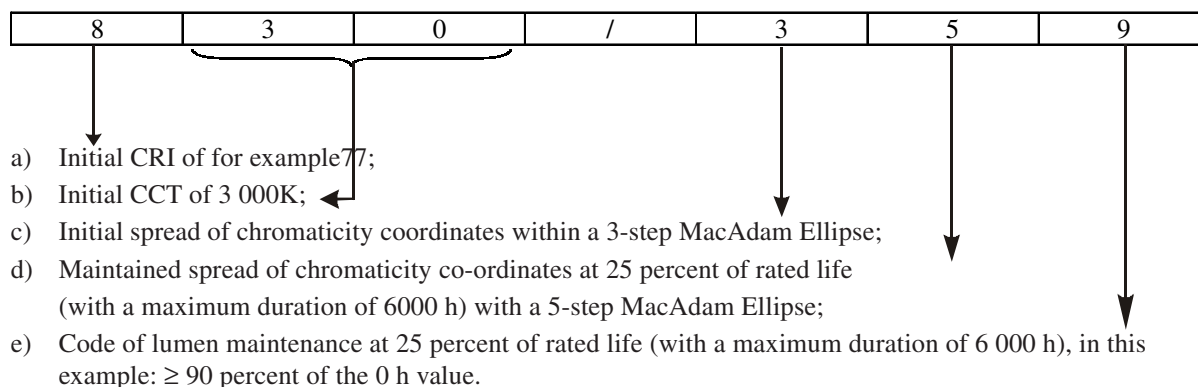 8 3 0 / 3 5 9
a) Initial CRI of for example77;
b) Initial CCT of 3 000K;
c) Initial spread of chromaticity coordinates within a 3-step MacAdam Ellipse;
d) Maintained spread of chromaticity co-ordinates at 25 percent of rated life
(with a maximum duration of 6000 h) with a 5-step MacAdam Ellipse;
e) Code of lumen maintenance at 25 percent of rated life (with a maximum duration of 6 000 h), in this
example: ≥ 90 percent of the 0 h value.